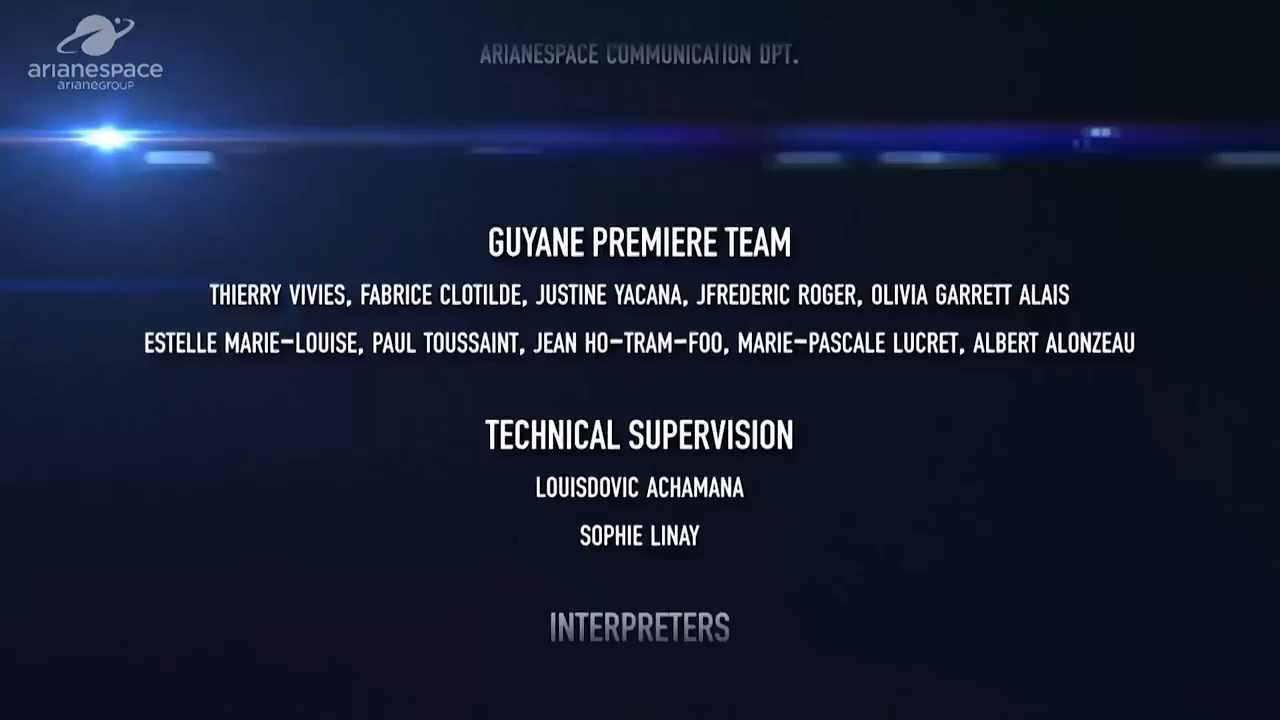 arianespace
arianeGROUP
ARIANESPACE COMMUNICATION DPT.
GUYANE PREMIERE TEAM
THIERRY VIVIES, FABRICE CLOTILDE, JUSTINE YACANA, JFREDERIC ROGER, OLIVIA GARRETT ALAIS
ESTELLE MARIE-LOUISE, PAUL TOUSSAINT, JEAN HO-TRAM-FOO, MARIE-PASCALE LUCRET, ALBERT ALONZEAU
TECHNICAL SUPERVISION
LOUISDOVIC ACHAMANA
SOPHIE LINAY
INTERPRETERS